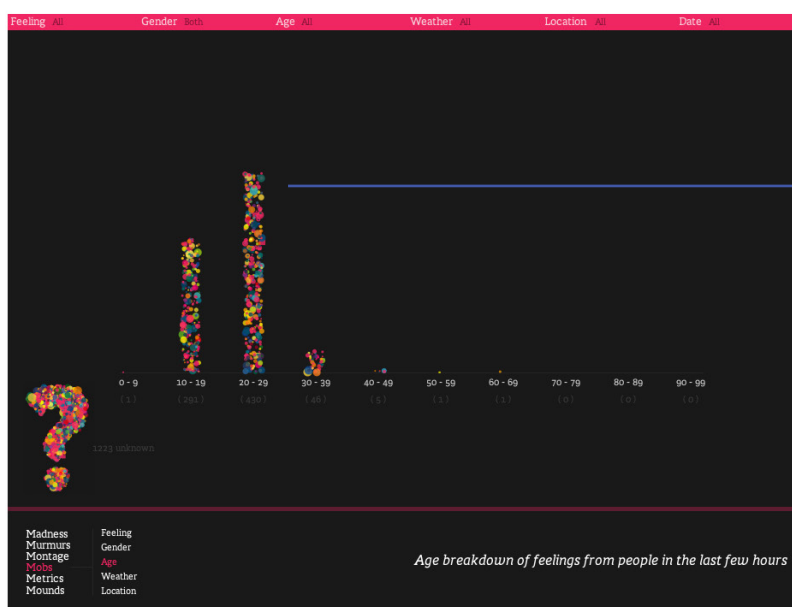 Feeling All Gender Both Age All Weather All Location All Date All
0 - 9 10 - 19 20 - 29 30 - 39 40 - 49 50 - 59 60 - 69 70 - 79 80 - 89 90 - 99
( 1 ) ( 292 ) ( 430 ) ( 46 ) ( 5 ) ( 1 ) ( 1 ) ( 0 ) ( 0 ) ( 0 )
1223 unknown
Madness
Murmurs
Montage
Mobs
Metrics
Mounds
Feeling
Gender
Age
Weather
Location
Age breakdown of feelings from people in the last few hours